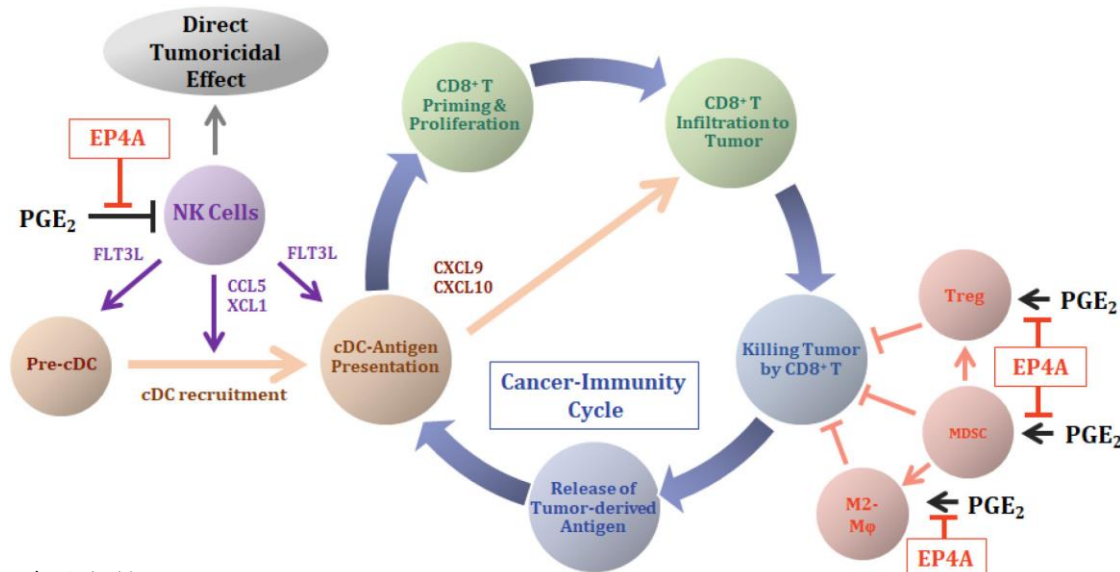 Direct
Tumoricidal
Effect
EP4A
PGE₂
NK Cells
FLT3L
CCL5
XCL1
FLT3L
Pre-cDC
cDC recruitment
cDC-Antigen
Presentation
CD8⁺ T
Priming &
Proliferation
CXCL9
CXCL10
CD8⁺ T
Infiltration to
Tumor
Cancer-Immunity
Cycle
Killing Tumor
by CD8⁺ T
Release of
Tumor-derived
Antigen
Treg
PGE₂
EP4A
MDSC
PGE₂
M2-
Mφ
PGE₂
EP4A